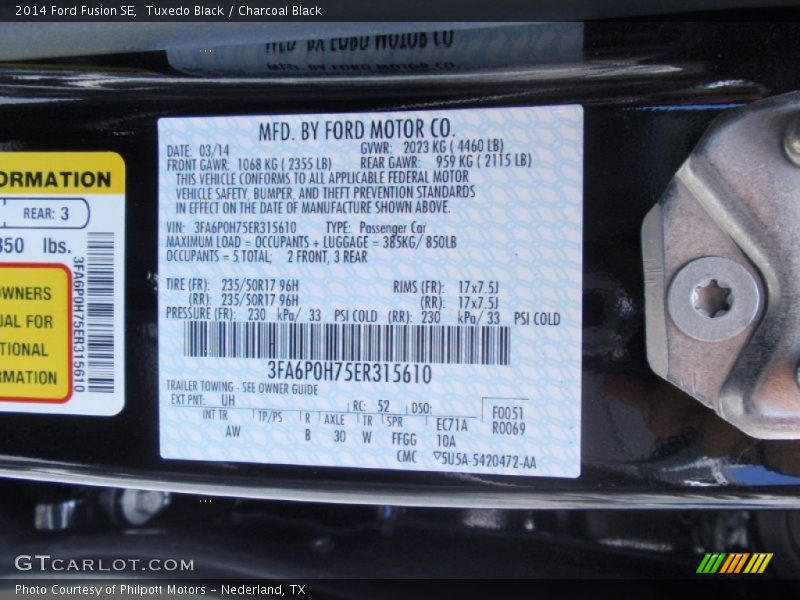 2014 Ford Fusion SE, Tuxedo Black / Charcoal Black
MFD. BY FORD MOTOR CO.
DATE: 03/14 GVWR: 2023 KG ( 4460 LB)
FRONT GAWR: 1068 KG ( 2355 LB) REAR GAWR: 959 KG ( 2115 LB)
THIS VEHICLE CONFORMS TO ALL APPLICABLE FEDERAL MOTOR
VEHICLE SAFETY, BUMPER, AND THEFT PREVENTION STANDARDS
IN EFFECT ON THE DATE OF MANUFACTURE SHOWN ABOVE.
VIN: 3FA6P0H75ER315610 TYPE: Passenger Car
MAXIMUM LOAD = OCCUPANTS + LUGGAGE = 385KG/ 850LB
OCCUPANTS = 5 TOTAL; 2 FRONT, 3 REAR
TIRE (FR): 235/50R17 96H RIMS (FR): 17x7.5J
(RR): 235/50R17 96H (RR): 17x7.5J
PRESSURE (FR): 230 kPa/ 33 PSI COLD (RR): 230 kPa/ 33 PSI COLD
3FA6P0H75ER315610
TRAILER TOWING - SEE OWNER GUIDE
EXT PNT: UH RC: 52 DSO: F0051
INT TR TP/PS R AXLE TR SPR EC71A R0069
AW B 30 W FFGG 10A
CMC ▽5U5A-5420472-AA
ORMATION
REAR: 3
850 lbs.
OWNERS
UAL FOR
TIONAL
RMATION
3FA6P0H75ER315610
GTCARLOT.COM
Photo Courtesy of Philpott Motors - Nederland, TX